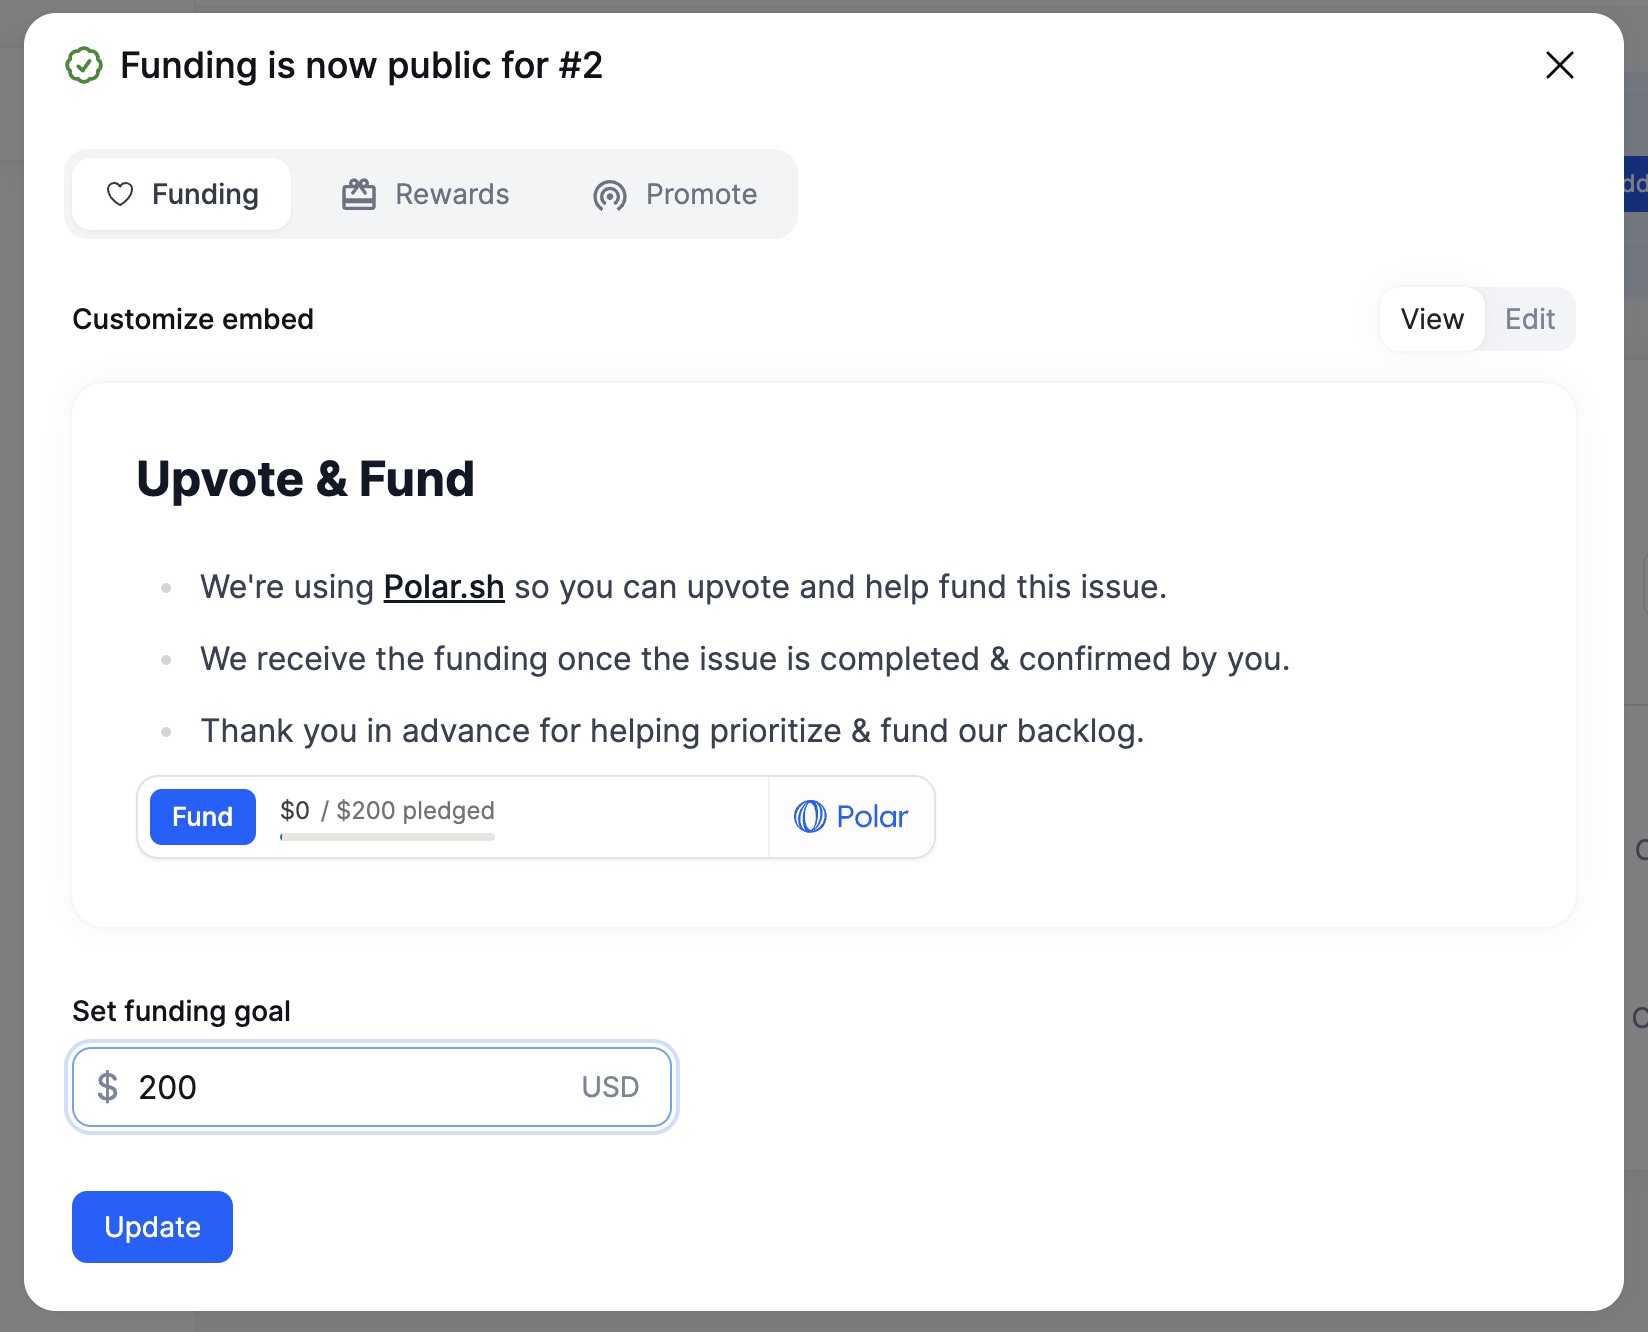 Funding is now public for #2
Funding
Rewards
Promote
Customize embed
View
Edit
Upvote & Fund
We're using Polar.sh so you can upvote and help fund this issue.
We receive the funding once the issue is completed & confirmed by you.
Thank you in advance for helping prioritize & fund our backlog.
Fund
$0 / $200 pledged
Polar
Set funding goal
$ 200 USD
Update